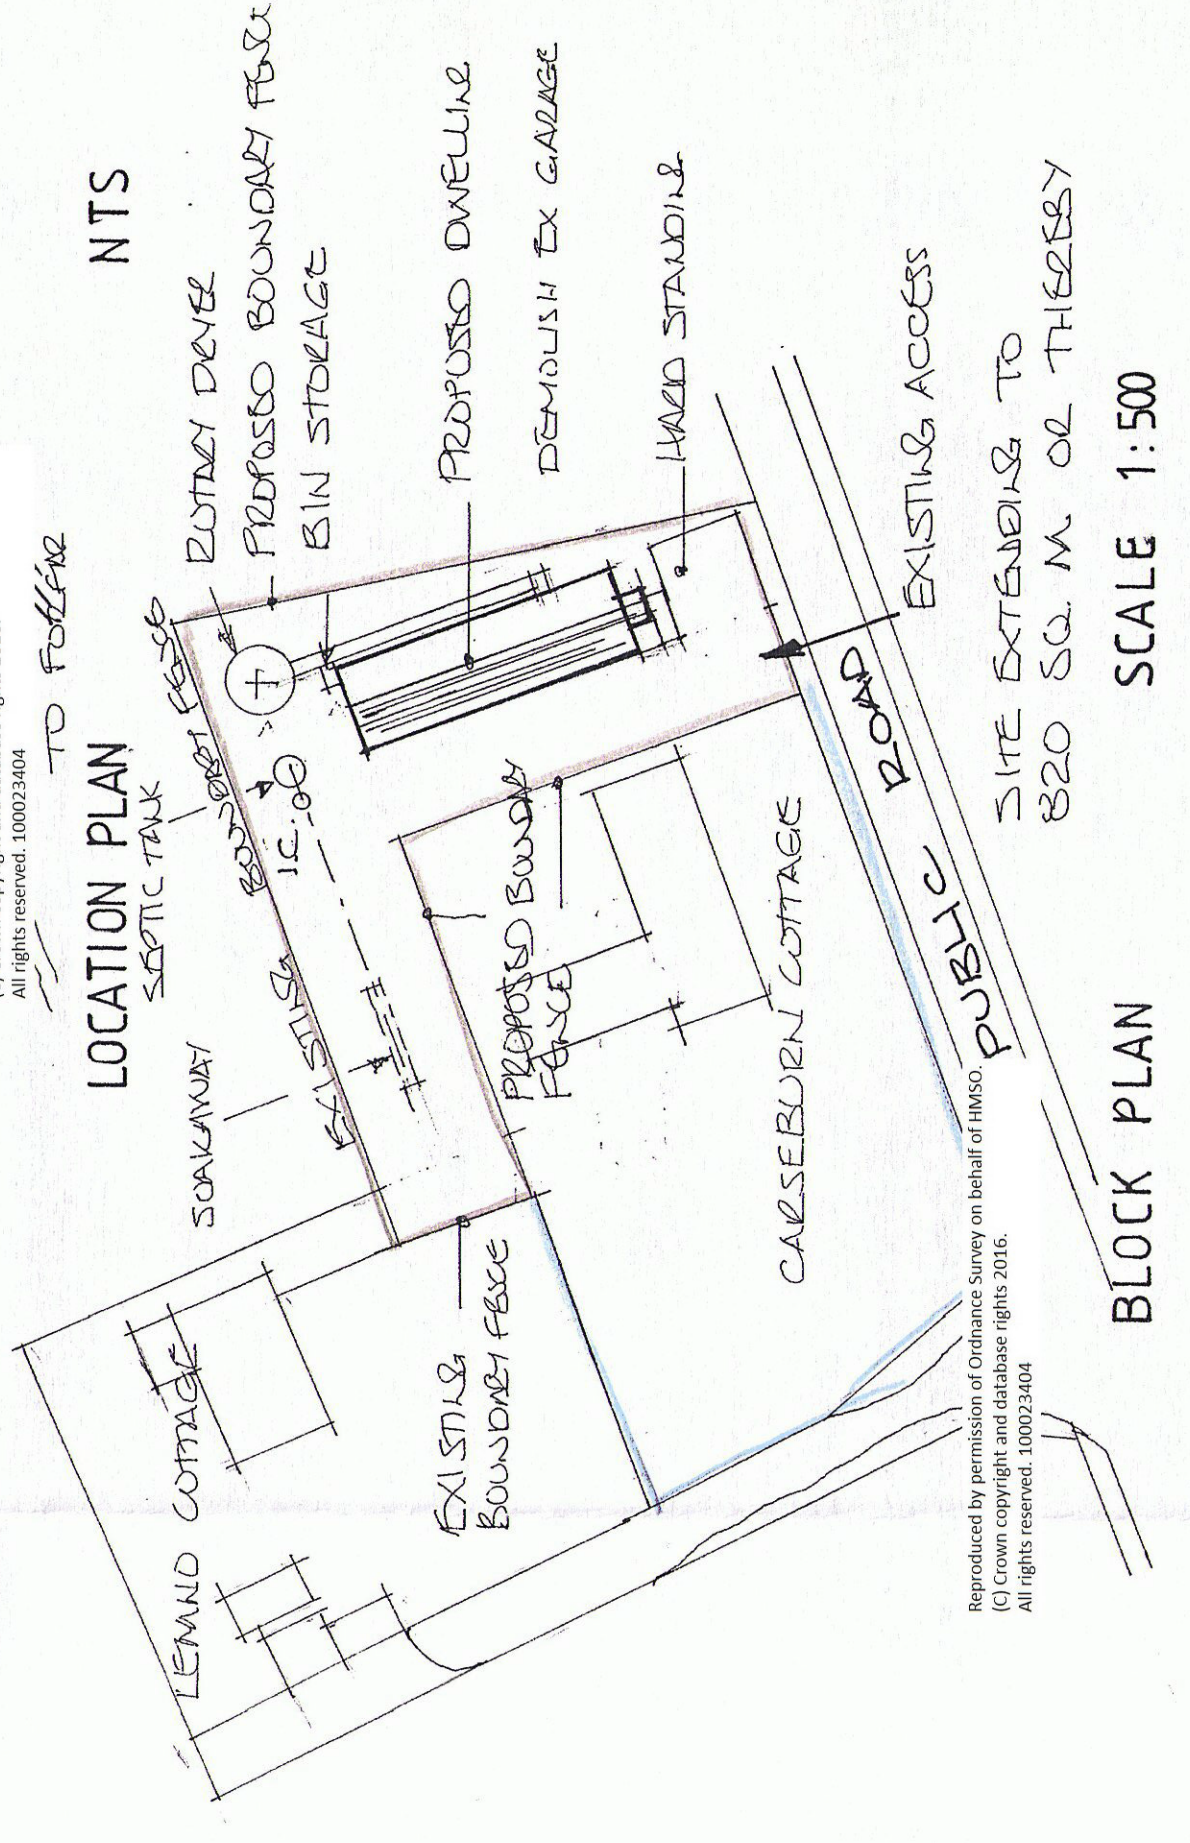 All rights reserved. 100023404
TO FORFAR
LOCATION PLAN
NTS
SEPTIC TANK
SOAKAWAY
ROTARY DRYER
PROPOSED BOUNDARY FENCE
BIN STORAGE
EXISTING BOUNDARY FENCE
I.C.
PROPOSED DWELLING
DEMOLISH EX GARAGE
HARD STANDING
LEMNO COTTAGE
EXISTING
BOUNDARY FENCE
PROPOSED BOUNDARY
FENCE
CARSEBURN COTTAGE
PUBLIC ROAD
EXISTING ACCESS
SITE EXTENDING TO
820 SQ. M. OR THERBY
Reproduced by permission of Ordnance Survey on behalf of HMSO.
(C) Crown copyright and database rights 2016.
All rights reserved. 100023404
BLOCK PLAN
SCALE 1:500